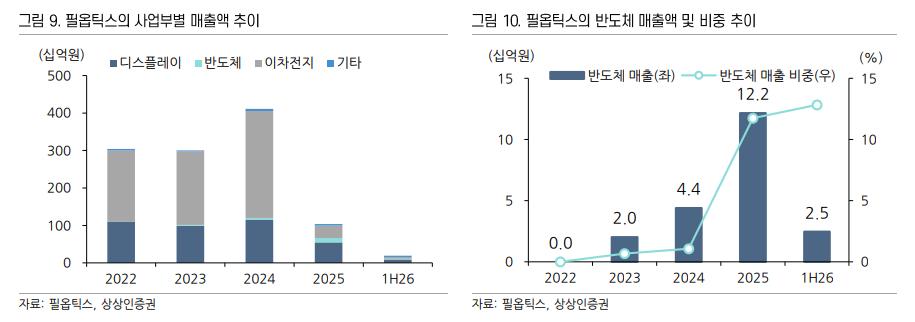 그림 9. 필옵틱스의 사업부별 매출액 추이
(십억원)
디스플레이 반도체 이차전지 기타
500
400
300
200
100
0
2022 2023 2024 2025 1H26
자료: 필옵틱스, 상상인증권
그림 10. 필옵틱스의 반도체 매출액 및 비중 추이
(십억원) (%)
반도체 매출(좌) 반도체 매출 비중(우)
15 15
12.2
10 10
5 5
4.4
2.0
2.5
0.0
0 0
2022 2023 2024 2025 1H26
자료: 필옵틱스, 상상인증권